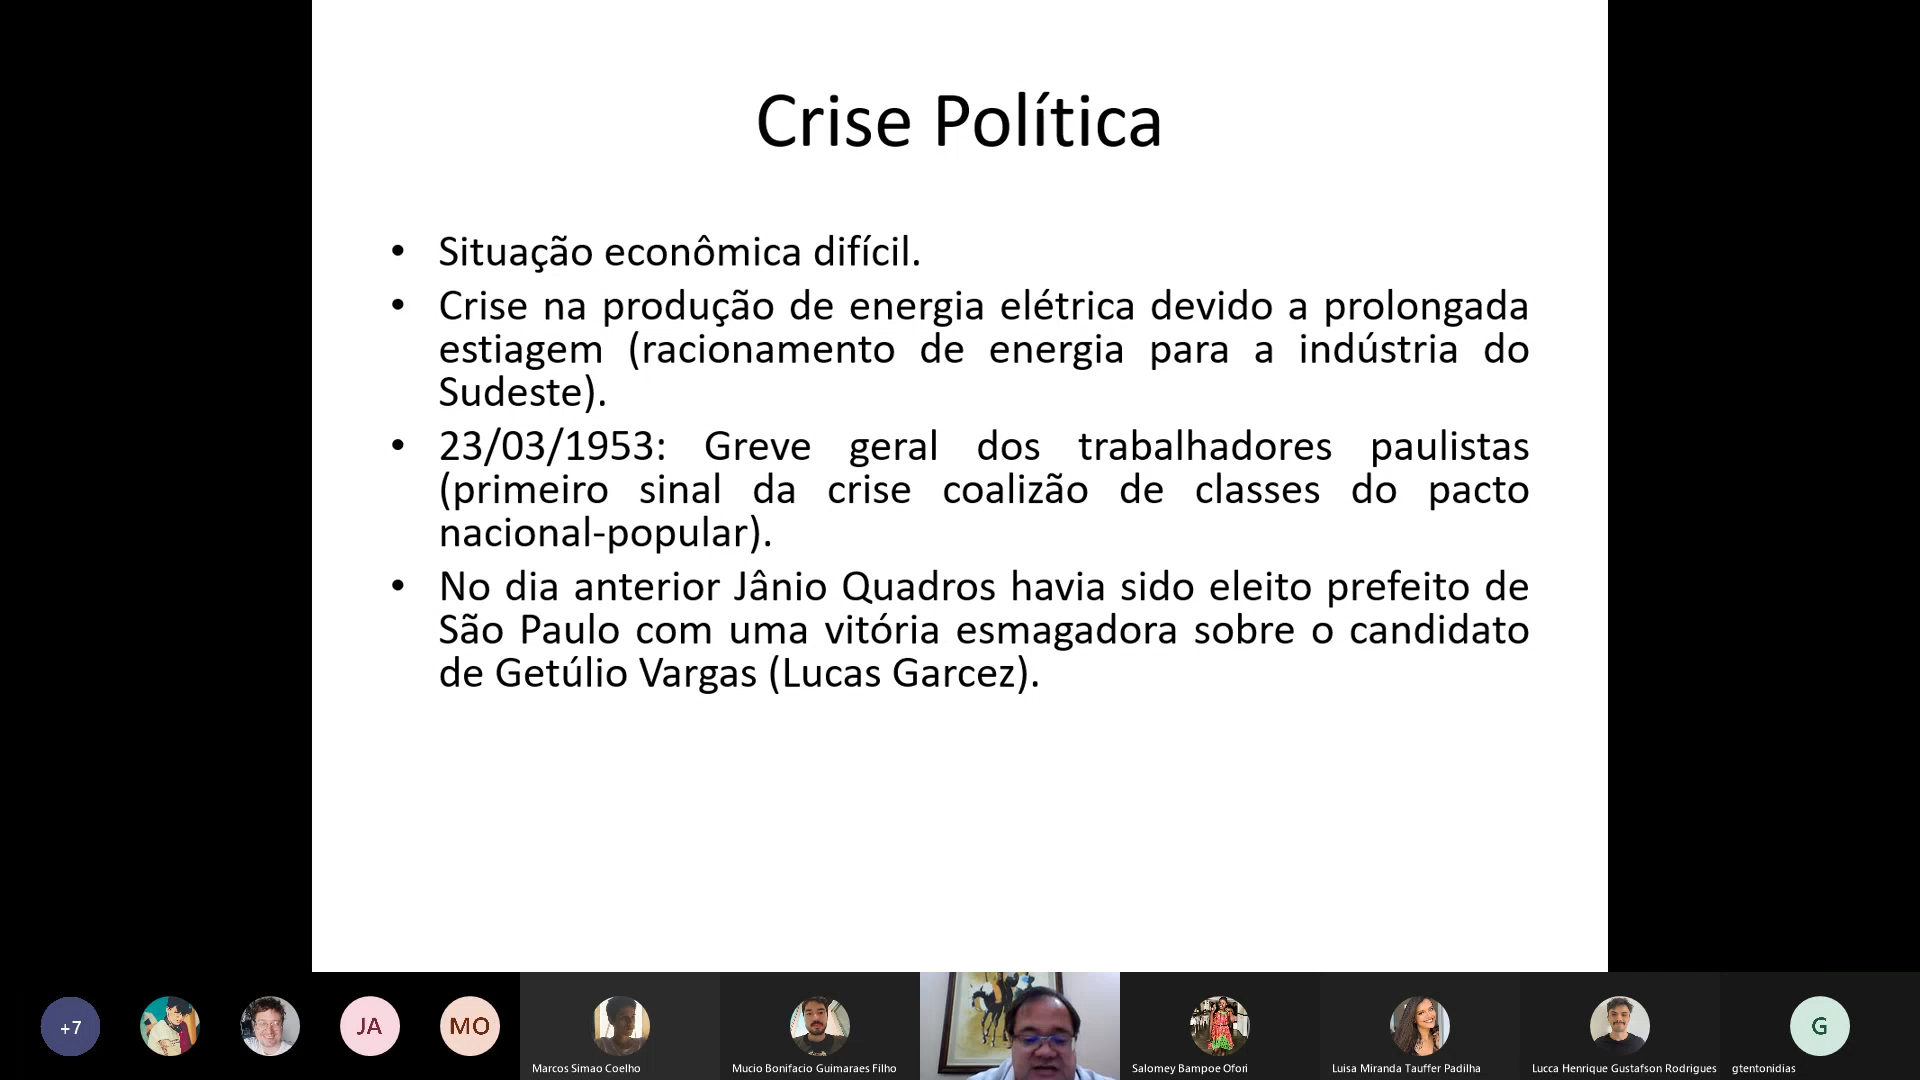 Crise Política
• Situação econômica difícil.
• Crise na produção de energia elétrica devido a prolongada
estiagem (racionamento de energia para a indústria do
Sudeste).
• 23/03/1953: Greve geral dos trabalhadores paulistas
(primeiro sinal da crise coalizão de classes do pacto
nacional-popular).
• No dia anterior Jânio Quadros havia sido eleito prefeito de
São Paulo com uma vitória esmagadora sobre o candidato
de Getúlio Vargas (Lucas Garcez).
+7
JA
MO
G
Marcos Simao Coelho
Mucio Bonifacio Guimaraes Filho
Salomey Bampoe Ofori
Luisa Miranda Tauffer Padilha
Lucca Henrique Gustafson Rodrigues
gtentonidias